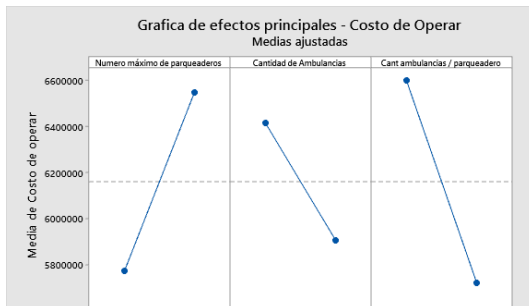 Grafica de efectos principales - Costo de Operar
Medias ajustadas
Numero máximo de parqueaderos
Cantidad de Ambulancias
Cant ambulancias / parqueadero
Media de Costo de operar
6600000
6400000
6200000
6000000
5800000